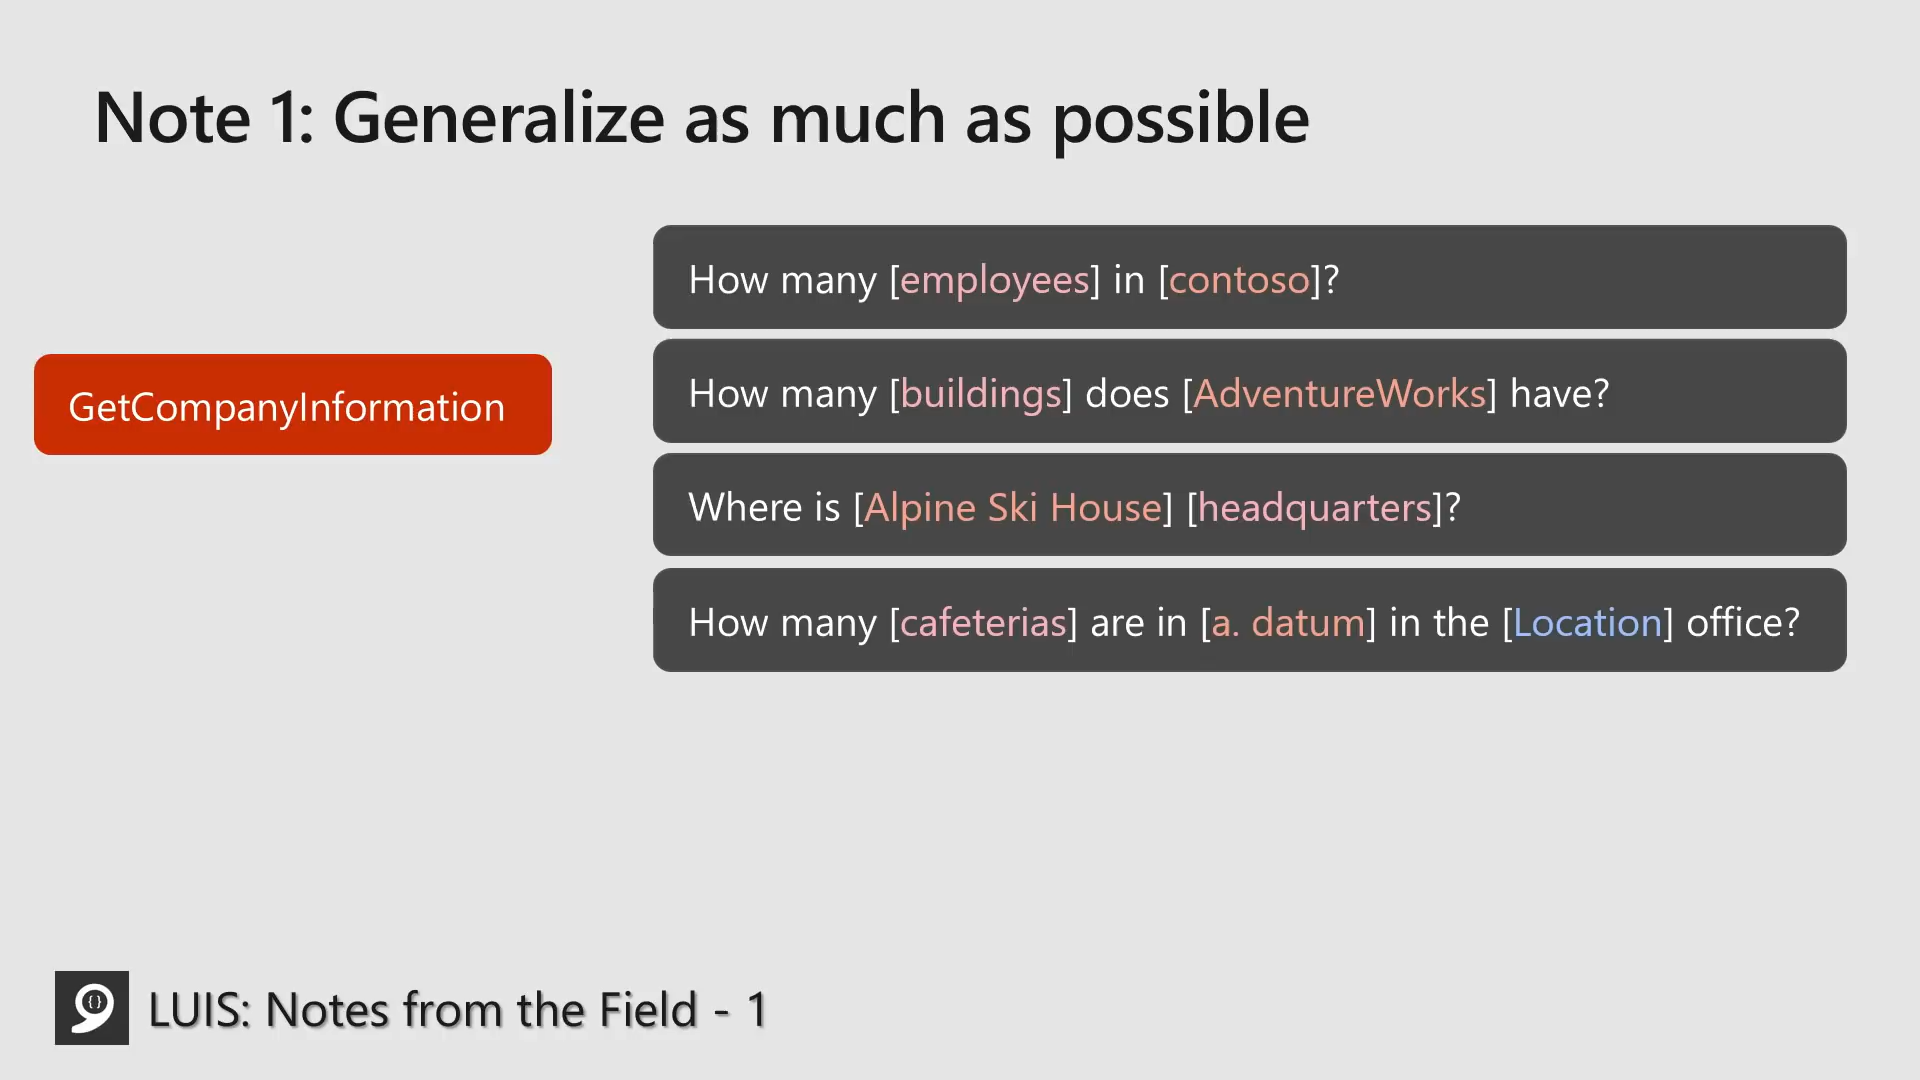 Note 1: Generalize as much as possible
GetCompanyInformation
How many [employees] in [contoso]?
How many [buildings] does [AdventureWorks] have?
Where is [Alpine Ski House] [headquarters]?
How many [cafeterias] are in [a. datum] in the [Location] office?
{}
LUIS: Notes from the Field - 1